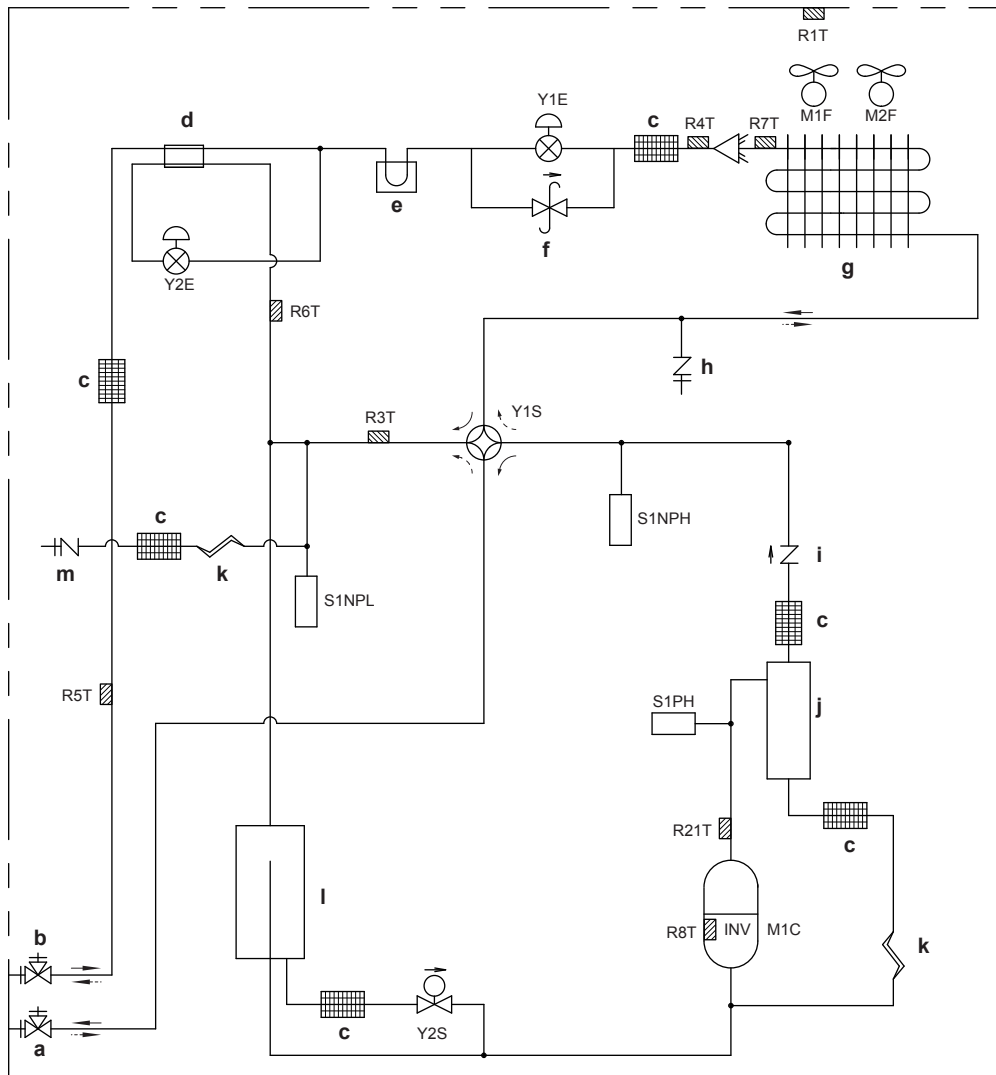 R1T
Y1E
c
R4T
R7T
M1F
M2F
d
e
f
g
Y2E
R6T
h
c
R3T
Y1S
c
S1NPH
m
k
i
S1NPL
c
R5T
S1PH
j
R21T
c
l
R8T
INV
M1C
b
k
a
c
Y2S